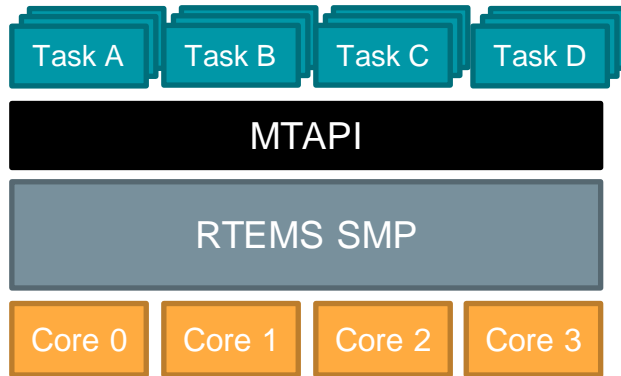 Task A Task B Task C Task D
MTAPI
RTEMS SMP
Core 0 Core 1 Core 2 Core 3